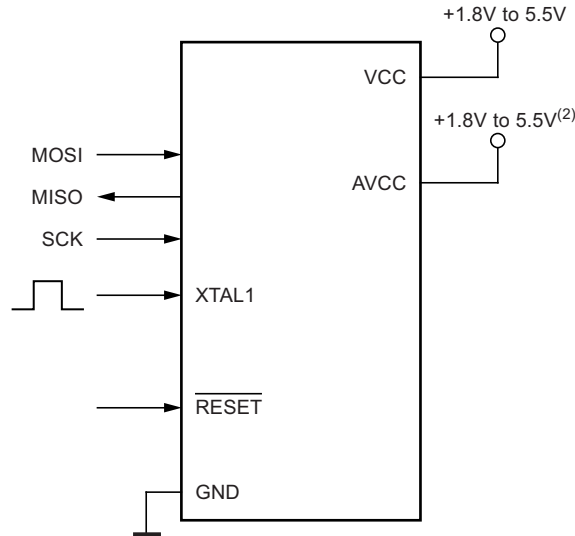 +1.8V to 5.5V
VCC
+1.8V to 5.5V(2)
MOSI
AVCC
MISO
SCK
XTAL1
RESET
GND